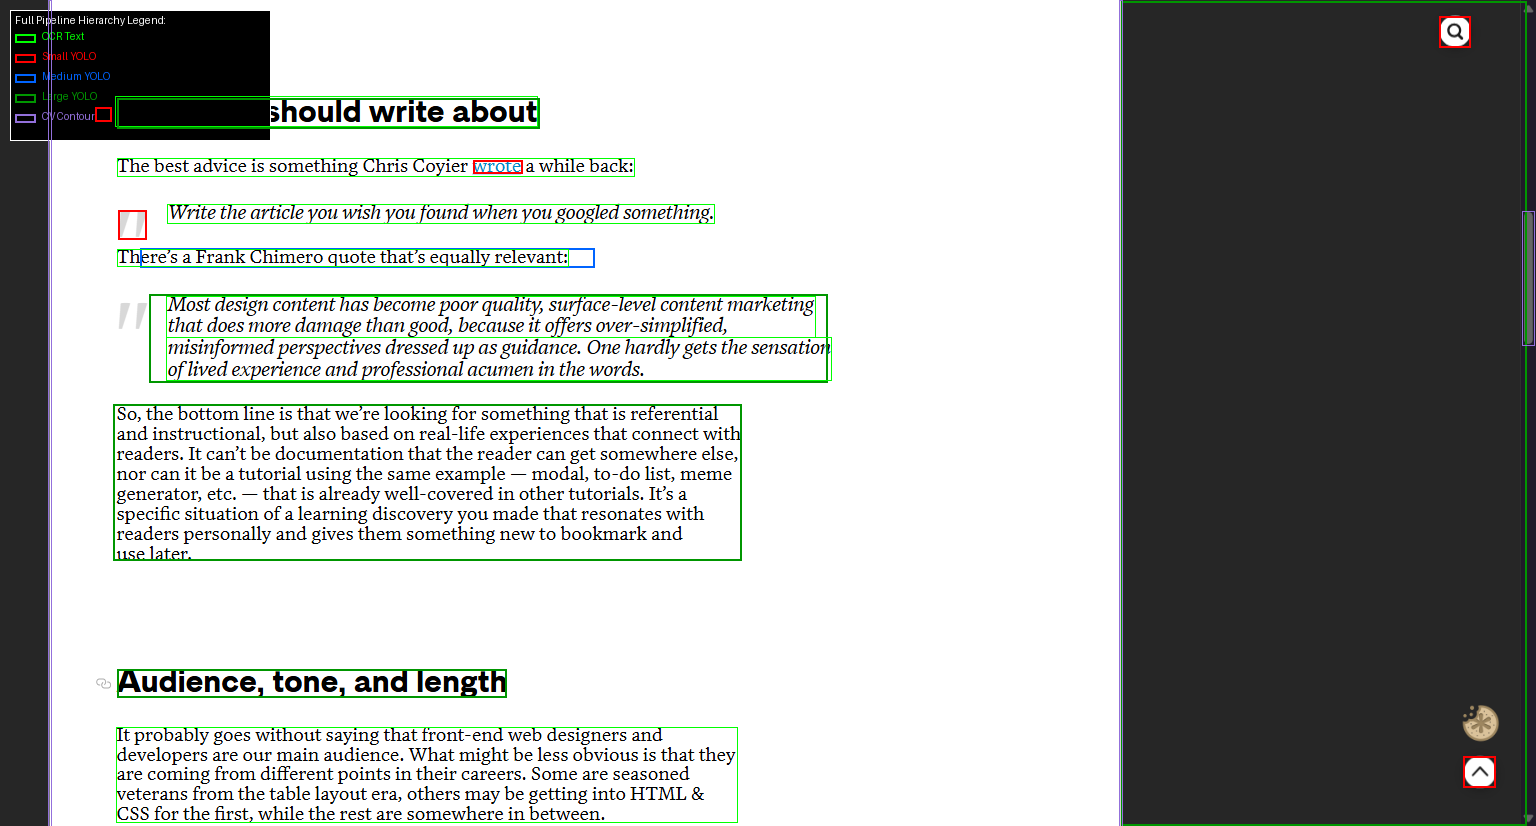 Full Pipeline Hierarchy Legend:
OCR Text
Small YOLO
Medium YOLO
Large YOLO
CV Contour
should write about
The best advice is something Chris Coyier wrote a while back:
" Write the article you wish you found when you googled something.
There’s a Frank Chimero quote that’s equally relevant:
" Most design content has become poor quality, surface-level content marketing
that does more damage than good, because it offers over-simplified,
misinformed perspectives dressed up as guidance. One hardly gets the sensation
of lived experience and professional acumen in the words.
So, the bottom line is that we’re looking for something that is referential
and instructional, but also based on real-life experiences that connect with
readers. It can’t be documentation that the reader can get somewhere else,
nor can it be a tutorial using the same example — modal, to-do list, meme
generator, etc. — that is already well-covered in other tutorials. It’s a
specific situation of a learning discovery you made that resonates with
readers personally and gives them something new to bookmark and
use later.
Audience, tone, and length
It probably goes without saying that front-end web designers and
developers are our main audience. What might be less obvious is that they
are coming from different points in their careers. Some are seasoned
veterans from the table layout era, others may be getting into HTML &
CSS for the first, while the rest are somewhere in between.